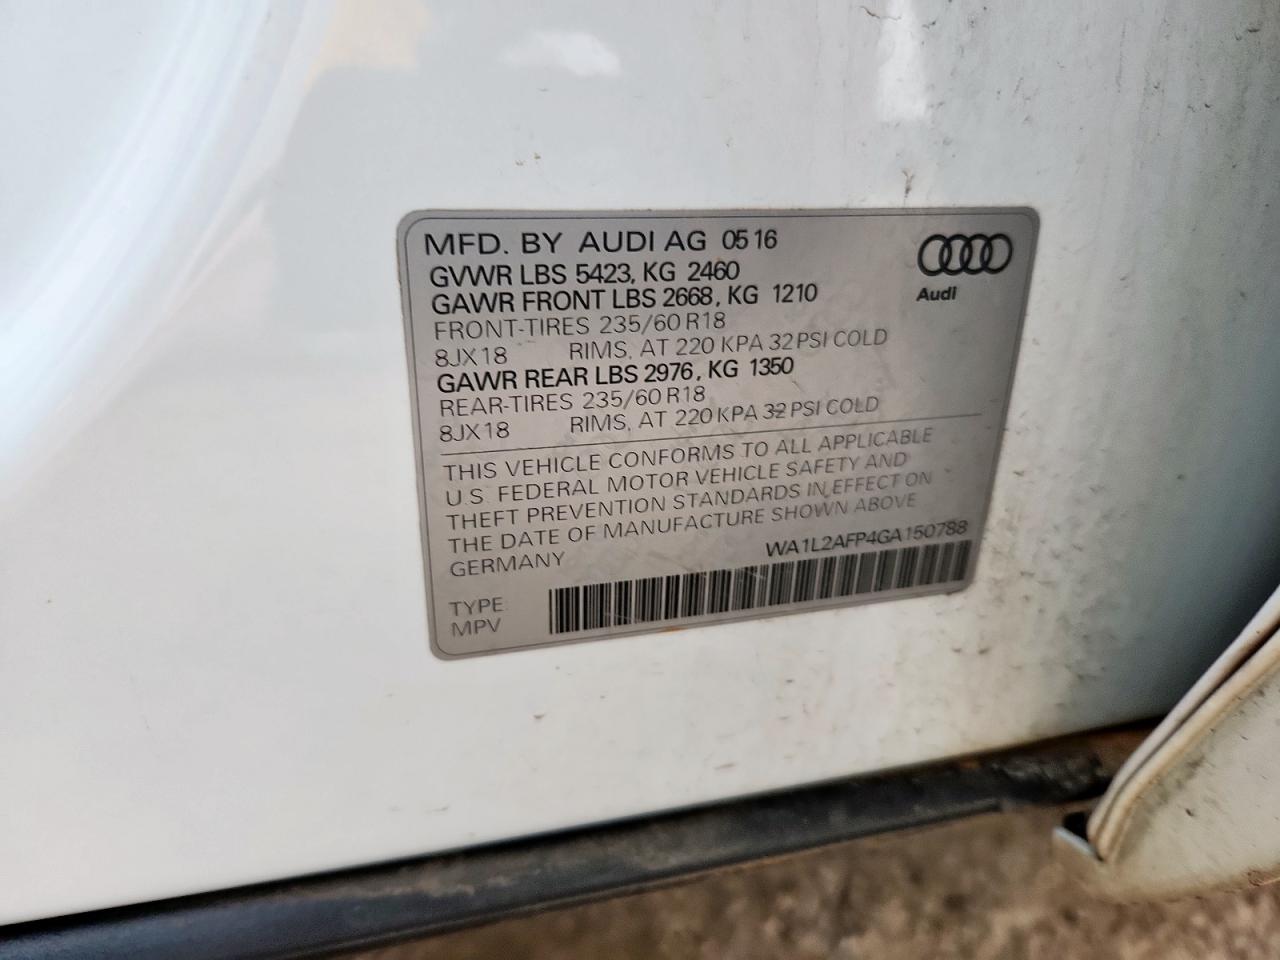 MFD. BY AUDI AG 05 16
GVWR LBS 5423, KG 2460
GAWR FRONT LBS 2668, KG 1210
FRONT-TIRES 235/60 R18
8JX18 RIMS, AT 220 KPA 32 PSI COLD
GAWR REAR LBS 2976, KG 1350
REAR-TIRES 235/60 R18
8JX18 RIMS, AT 220 KPA 32 PSI COLD
Audi
THIS VEHICLE CONFORMS TO ALL APPLICABLE
U.S. FEDERAL MOTOR VEHICLE SAFETY AND
THEFT PREVENTION STANDARDS IN EFFECT ON
THE DATE OF MANUFACTURE SHOWN ABOVE
GERMANY WA1L2AFP4GA150788
TYPE:
MPV